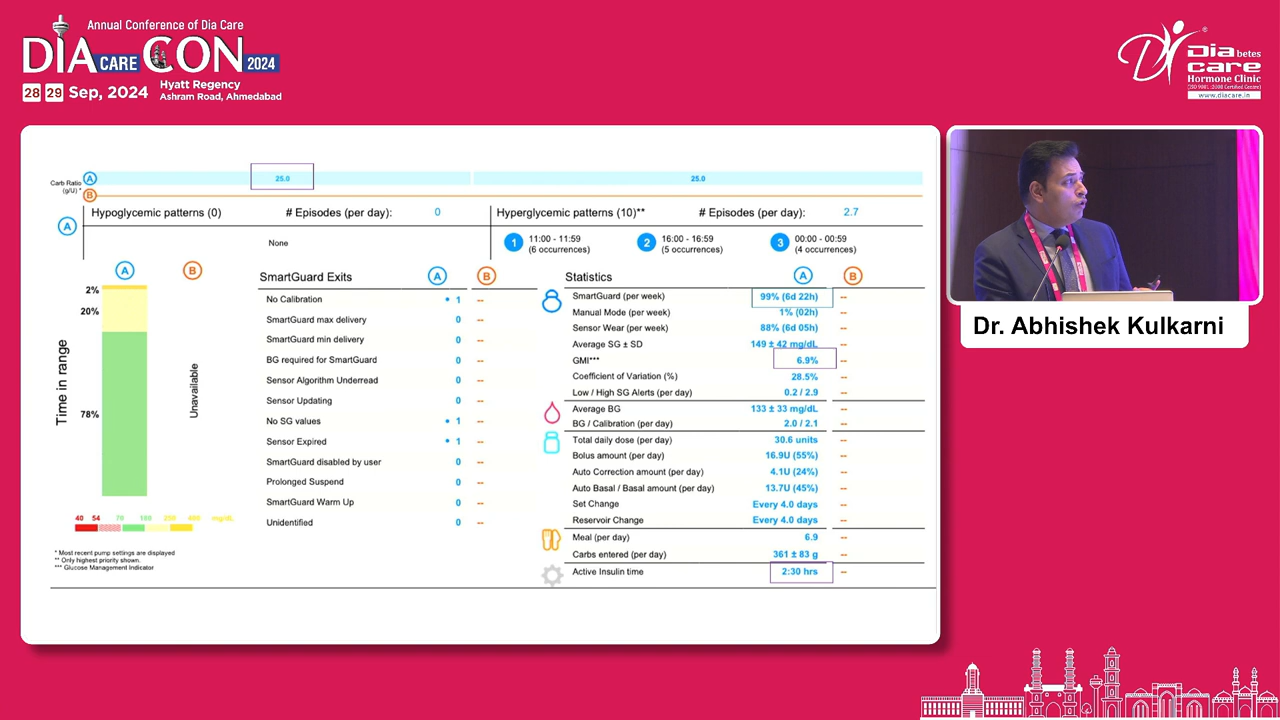 Annual Conference of Dia Care
DIA CARE CON 2024
28 29 Sep, 2024
Hyatt Regency
Ashram Road, Ahmedabad
Diabetes
care
Hormone Clinic
(ISO 9001 :2008 Certified Centre)
www.diacare.in
Carb Ratio
(g/U) *
A
25.0
25.0
B
A
Hypoglycemic patterns (0)
# Episodes (per day):
0
Hyperglycemic patterns (10)**
# Episodes (per day):
2.7
None
1 11:00 - 11:59
(6 occurrences)
2 16:00 - 16:59
(5 occurrences)
3 00:00 - 00:59
(4 occurrences)
A B
2%
20%
78%
Time in range
Unavailable
40 54 70 180 250 400 mg/dL
* Most recent pump settings are displayed
** Only highest priority shown.
*** Glucose Management Indicator
SmartGuard Exits A B
No Calibration • 1 --
SmartGuard max delivery 0 --
SmartGuard min delivery 0 --
BG required for SmartGuard 0 --
Sensor Algorithm Underread 0 --
Sensor Updating 0 --
No SG values • 1 --
Sensor Expired • 1 --
SmartGuard disabled by user 0 --
Prolonged Suspend 0 --
SmartGuard Warm Up 0 --
Unidentified 0 --
Statistics A B
SmartGuard (per week) 99% (6d 22h) --
Manual Mode (per week) 1% (02h) --
Sensor Wear (per week) 88% (6d 05h) --
Average SG ± SD 149 ± 42 mg/dL --
GMI*** 6.9% --
Coefficient of Variation (%) 28.5% --
Low / High SG Alerts (per day) 0.2 / 2.9 --
Average BG 133 ± 33 mg/dL --
BG / Calibration (per day) 2.0 / 2.1 --
Total daily dose (per day) 30.6 units --
Bolus amount (per day) 16.9U (55%) --
Auto Correction amount (per day) 4.1U (24%) --
Auto Basal / Basal amount (per day) 13.7U (45%) --
Set Change Every 4.0 days --
Reservoir Change Every 4.0 days --
Meal (per day) 6.9 --
Carbs entered (per day) 361 ± 83 g --
Active Insulin time 2:30 hrs --
Dr. Abhishek Kulkarni